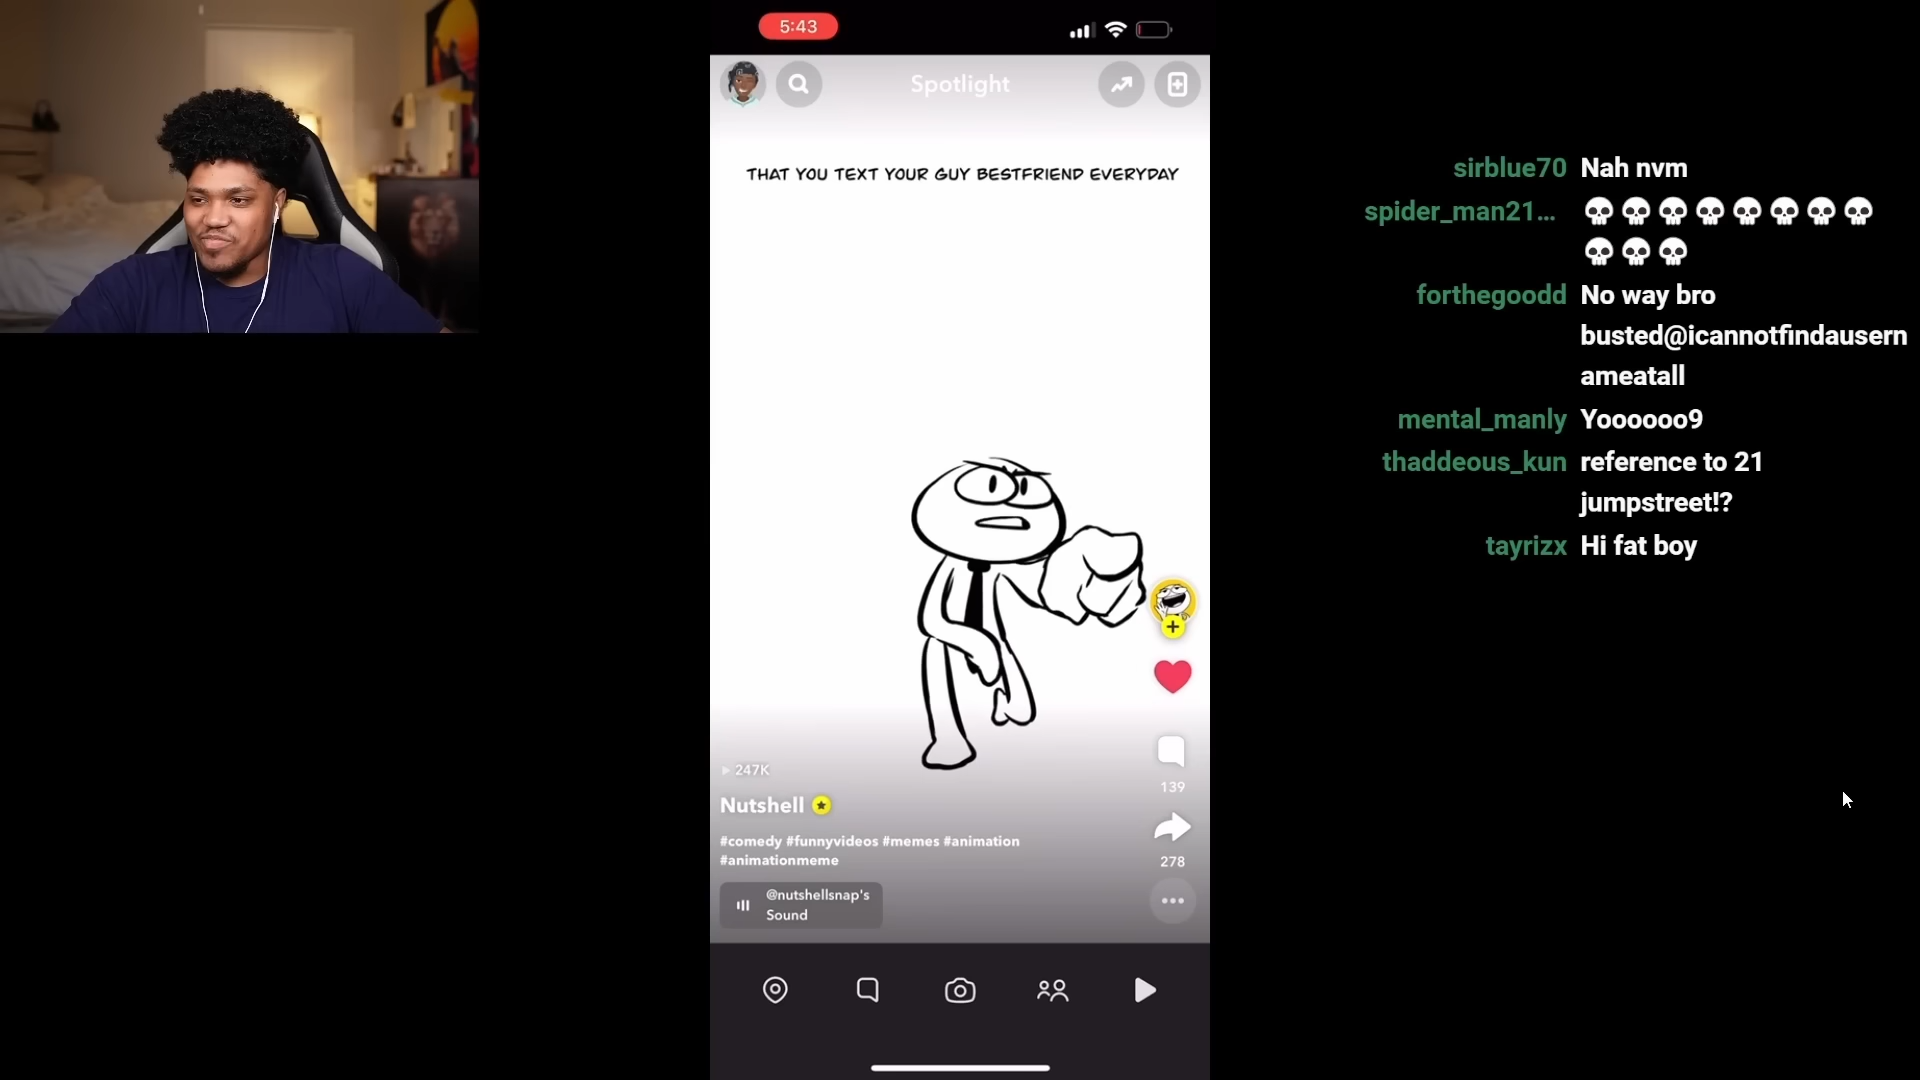 5:43
Spotlight
THAT YOU TEXT YOUR GUY BESTFRIEND EVERYDAY
247K
Nutshell
#comedy #funnyvideos #memes #animation
#animationmeme
@nutshellsnap's
Sound
139
278
sirblue70 Nah nvm
spider_man21... 💀💀💀💀💀💀💀💀
💀💀💀
forthegoodd No way bro
busted@icannotfindausern
ameatall
mental_manly Yoooooo9
thaddeous_kun reference to 21
jumpstreet!?
tayrizx Hi fat boy